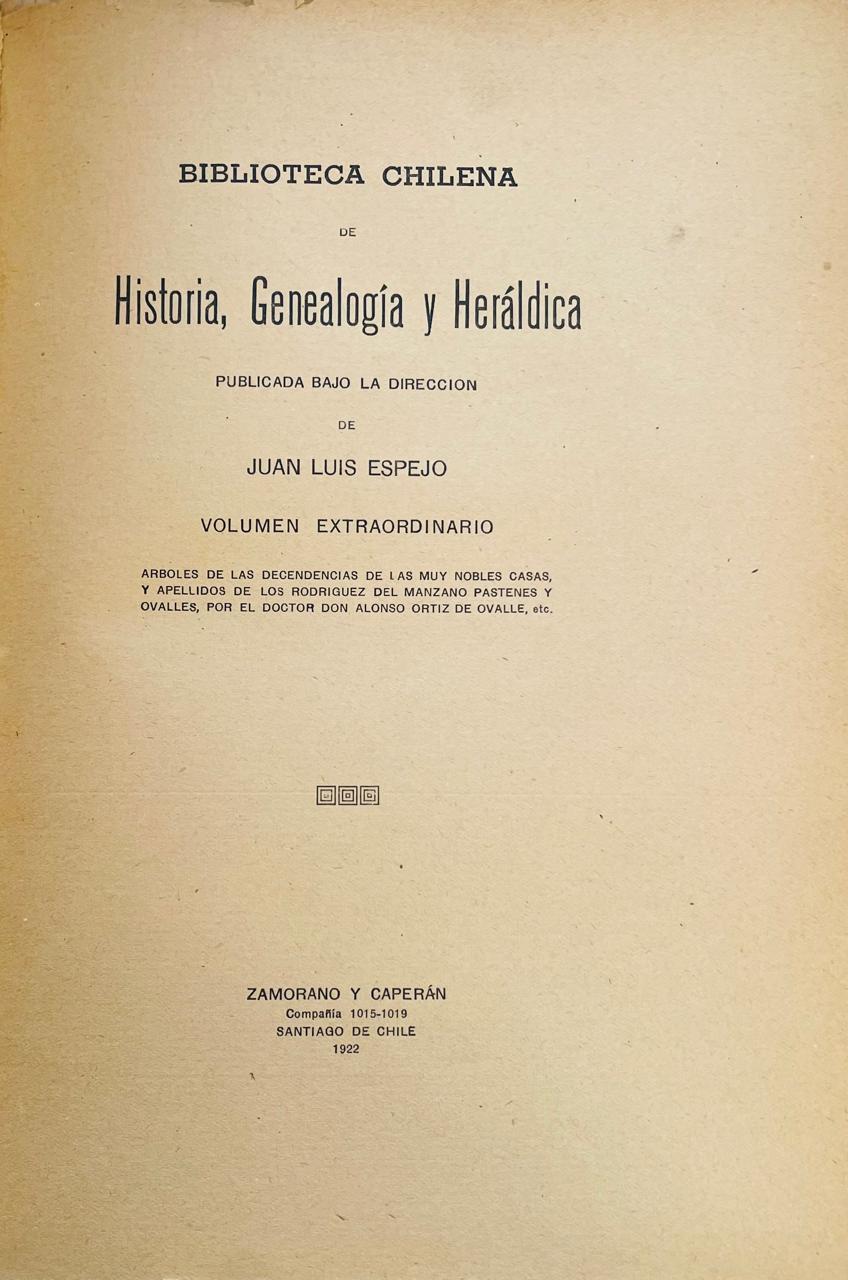 BIBLIOTECA CHILENA
DE
Historia, Genealogía y Heráldica
PUBLICADA BAJO LA DIRECCION
DE
JUAN LUIS ESPEJO
VOLUMEN EXTRAORDINARIO
ARBOLES DE LAS DECENDENCIAS DE LAS MUY NOBLES CASAS,
Y APELLIDOS DE LOS RODRIGUEZ DEL MANZANO PASTENES Y
OVALLES, POR EL DOCTOR DON ALONSO ORTIZ DE OVALLE, etc.
ZAMORANO Y CAPERÁN
Compañía 1015-1019
SANTIAGO DE CHILE
1922